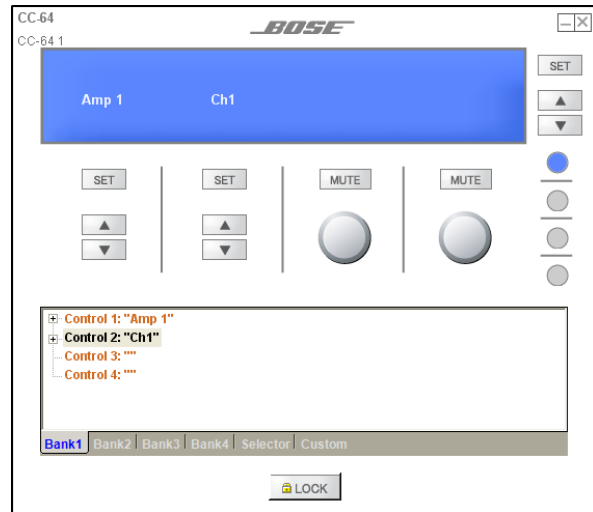 CC-64
BOSE
CC-64 1
SET
Amp 1 Ch1
SET SET MUTE MUTE
Control 1: "Amp 1"
Control 2: "Ch1"
Control 3: ""
Control 4: ""
Bank1 Bank2 Bank3 Bank4 Selector Custom
LOCK